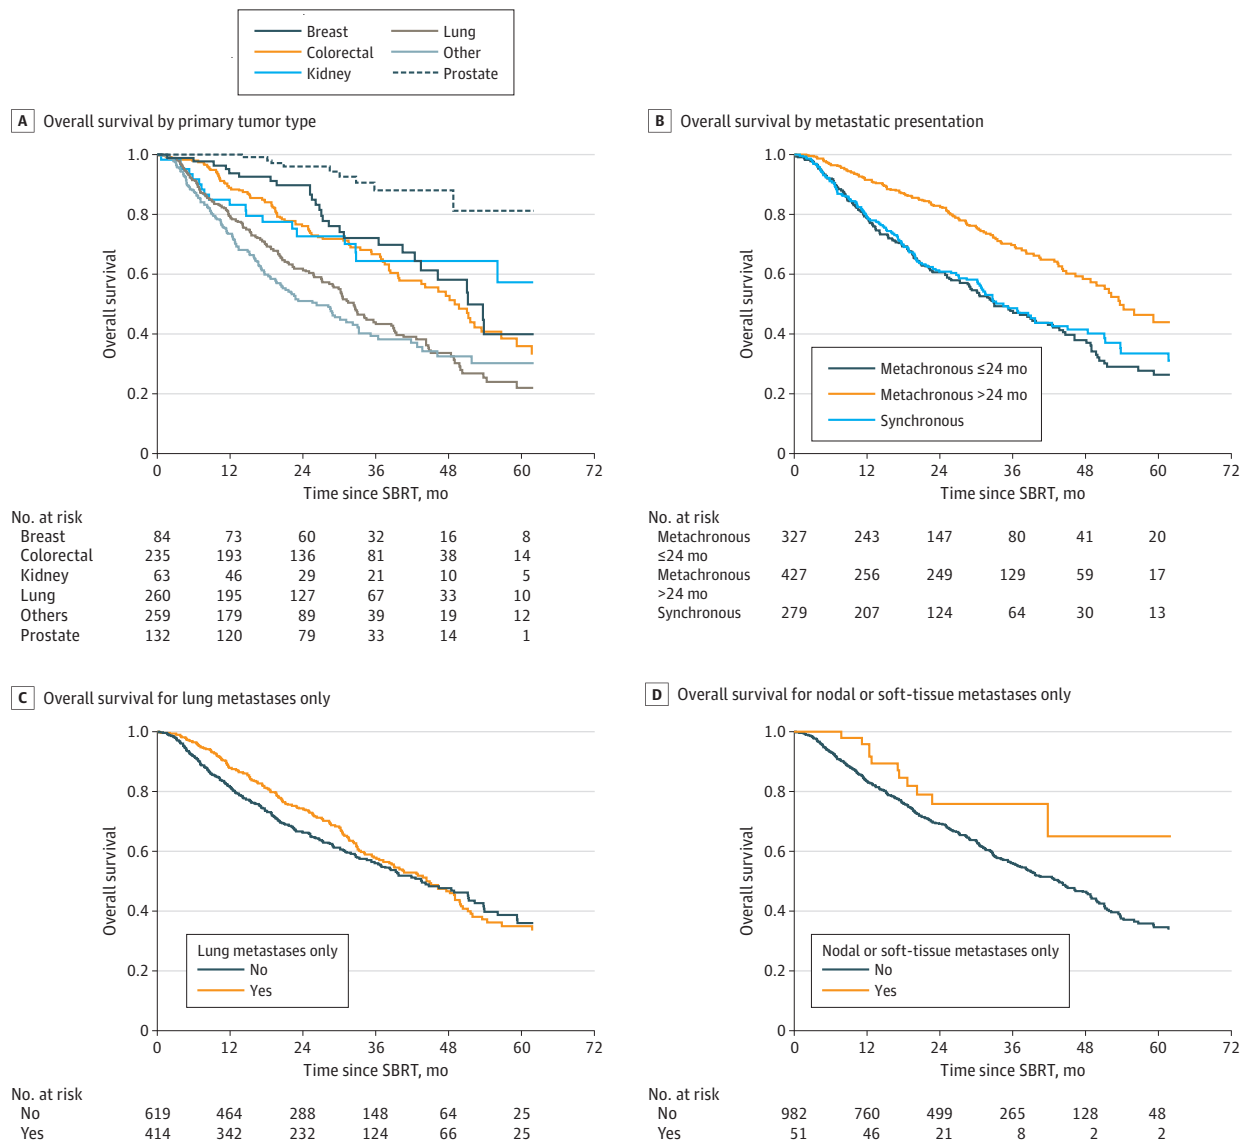 Breast
Colorectal
Kidney
Lung
Other
Prostate
A Overall survival by primary tumor type
1.0
0.8
0.6
0.4
0.2
0
Overall survival
0 12 24 36 48 60 72
Time since SBRT, mo
No. at risk
Breast 84 73 60 32 16 8
Colorectal 235 193 136 81 38 14
Kidney 63 46 29 21 10 5
Lung 260 195 127 67 33 10
Others 259 179 89 39 19 12
Prostate 132 120 79 33 14 1
B Overall survival by metastatic presentation
1.0
0.8
0.6
0.4
0.2
0
Overall survival
Metachronous ≤24 mo
Metachronous >24 mo
Synchronous
0 12 24 36 48 60 72
Time since SBRT, mo
No. at risk
Metachronous 327 243 147 80 41 20
≤24 mo
Metachronous 427 256 249 129 59 17
>24 mo
Synchronous 279 207 124 64 30 13
C Overall survival for lung metastases only
1.0
0.8
0.6
0.4
0.2
0
Overall survival
Lung metastases only
No
Yes
0 12 24 36 48 60 72
Time since SBRT, mo
No. at risk
No 619 464 288 148 64 25
Yes 414 342 232 124 66 25
D Overall survival for nodal or soft-tissue metastases only
1.0
0.8
0.6
0.4
0.2
0
Overall survival
Nodal or soft-tissue metastases only
No
Yes
0 12 24 36 48 60 72
Time since SBRT, mo
No. at risk
No 982 760 499 265 128 48
Yes 51 46 21 8 2 2